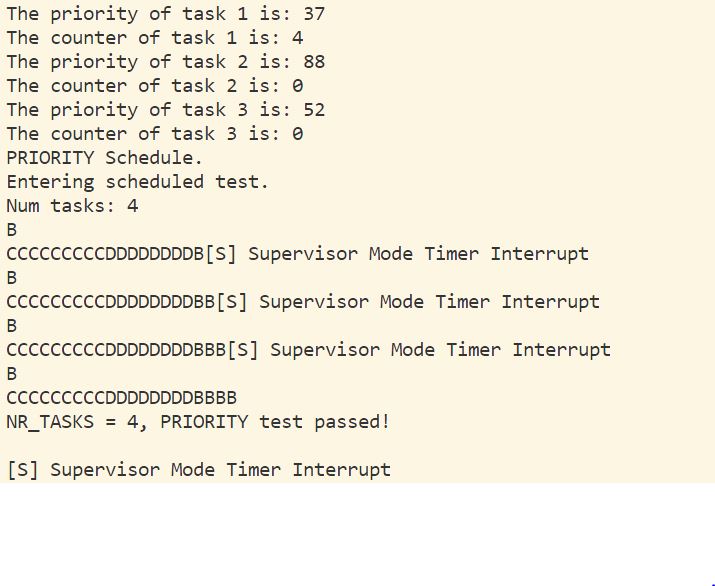 The priority of task 1 is: 37
The counter of task 1 is: 4
The priority of task 2 is: 88
The counter of task 2 is: 0
The priority of task 3 is: 52
The counter of task 3 is: 0
PRIORITY Schedule.
Entering scheduled test.
Num tasks: 4
B
CCCCCCCCCDDDDDDDDB[S] Supervisor Mode Timer Interrupt
B
CCCCCCCCCDDDDDDDDBB[S] Supervisor Mode Timer Interrupt
B
CCCCCCCCCDDDDDDDDBBB[S] Supervisor Mode Timer Interrupt
B
CCCCCCCCCDDDDDDDDBBBB
NR_TASKS = 4, PRIORITY test passed!
[S] Supervisor Mode Timer Interrupt